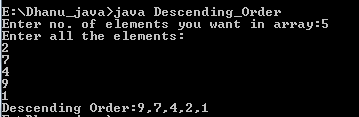 E:\Dhanu_java>java Descending_Order
Enter no. of elements you want in array:5
Enter all the elements:
2
7
4
9
1
Descending Order:9,7,4,2,1